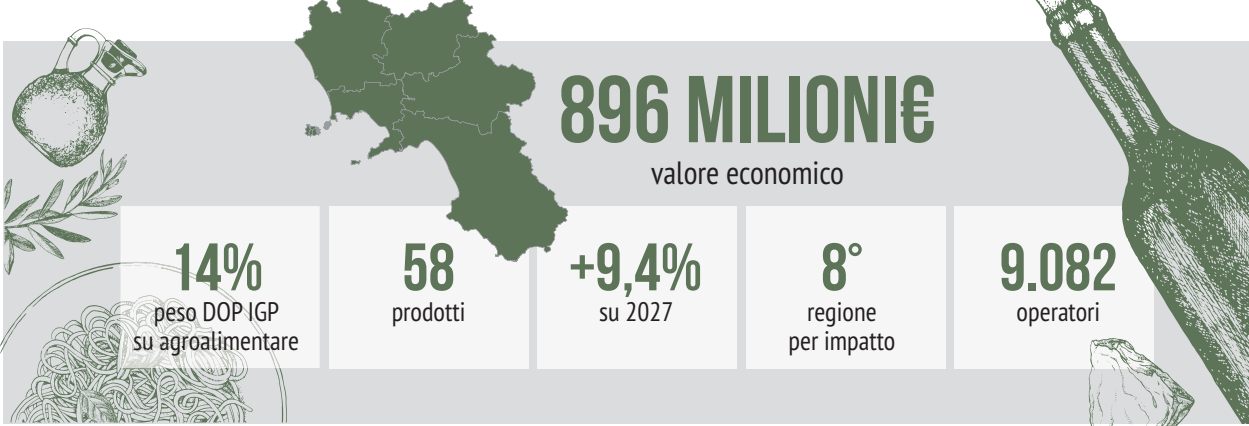 896 MILIONI€
valore economico
14%
peso DOP IGP
su agroalimentare
58
prodotti
+9,4%
su 2027
8°
regione
per impatto
9.082
operatori